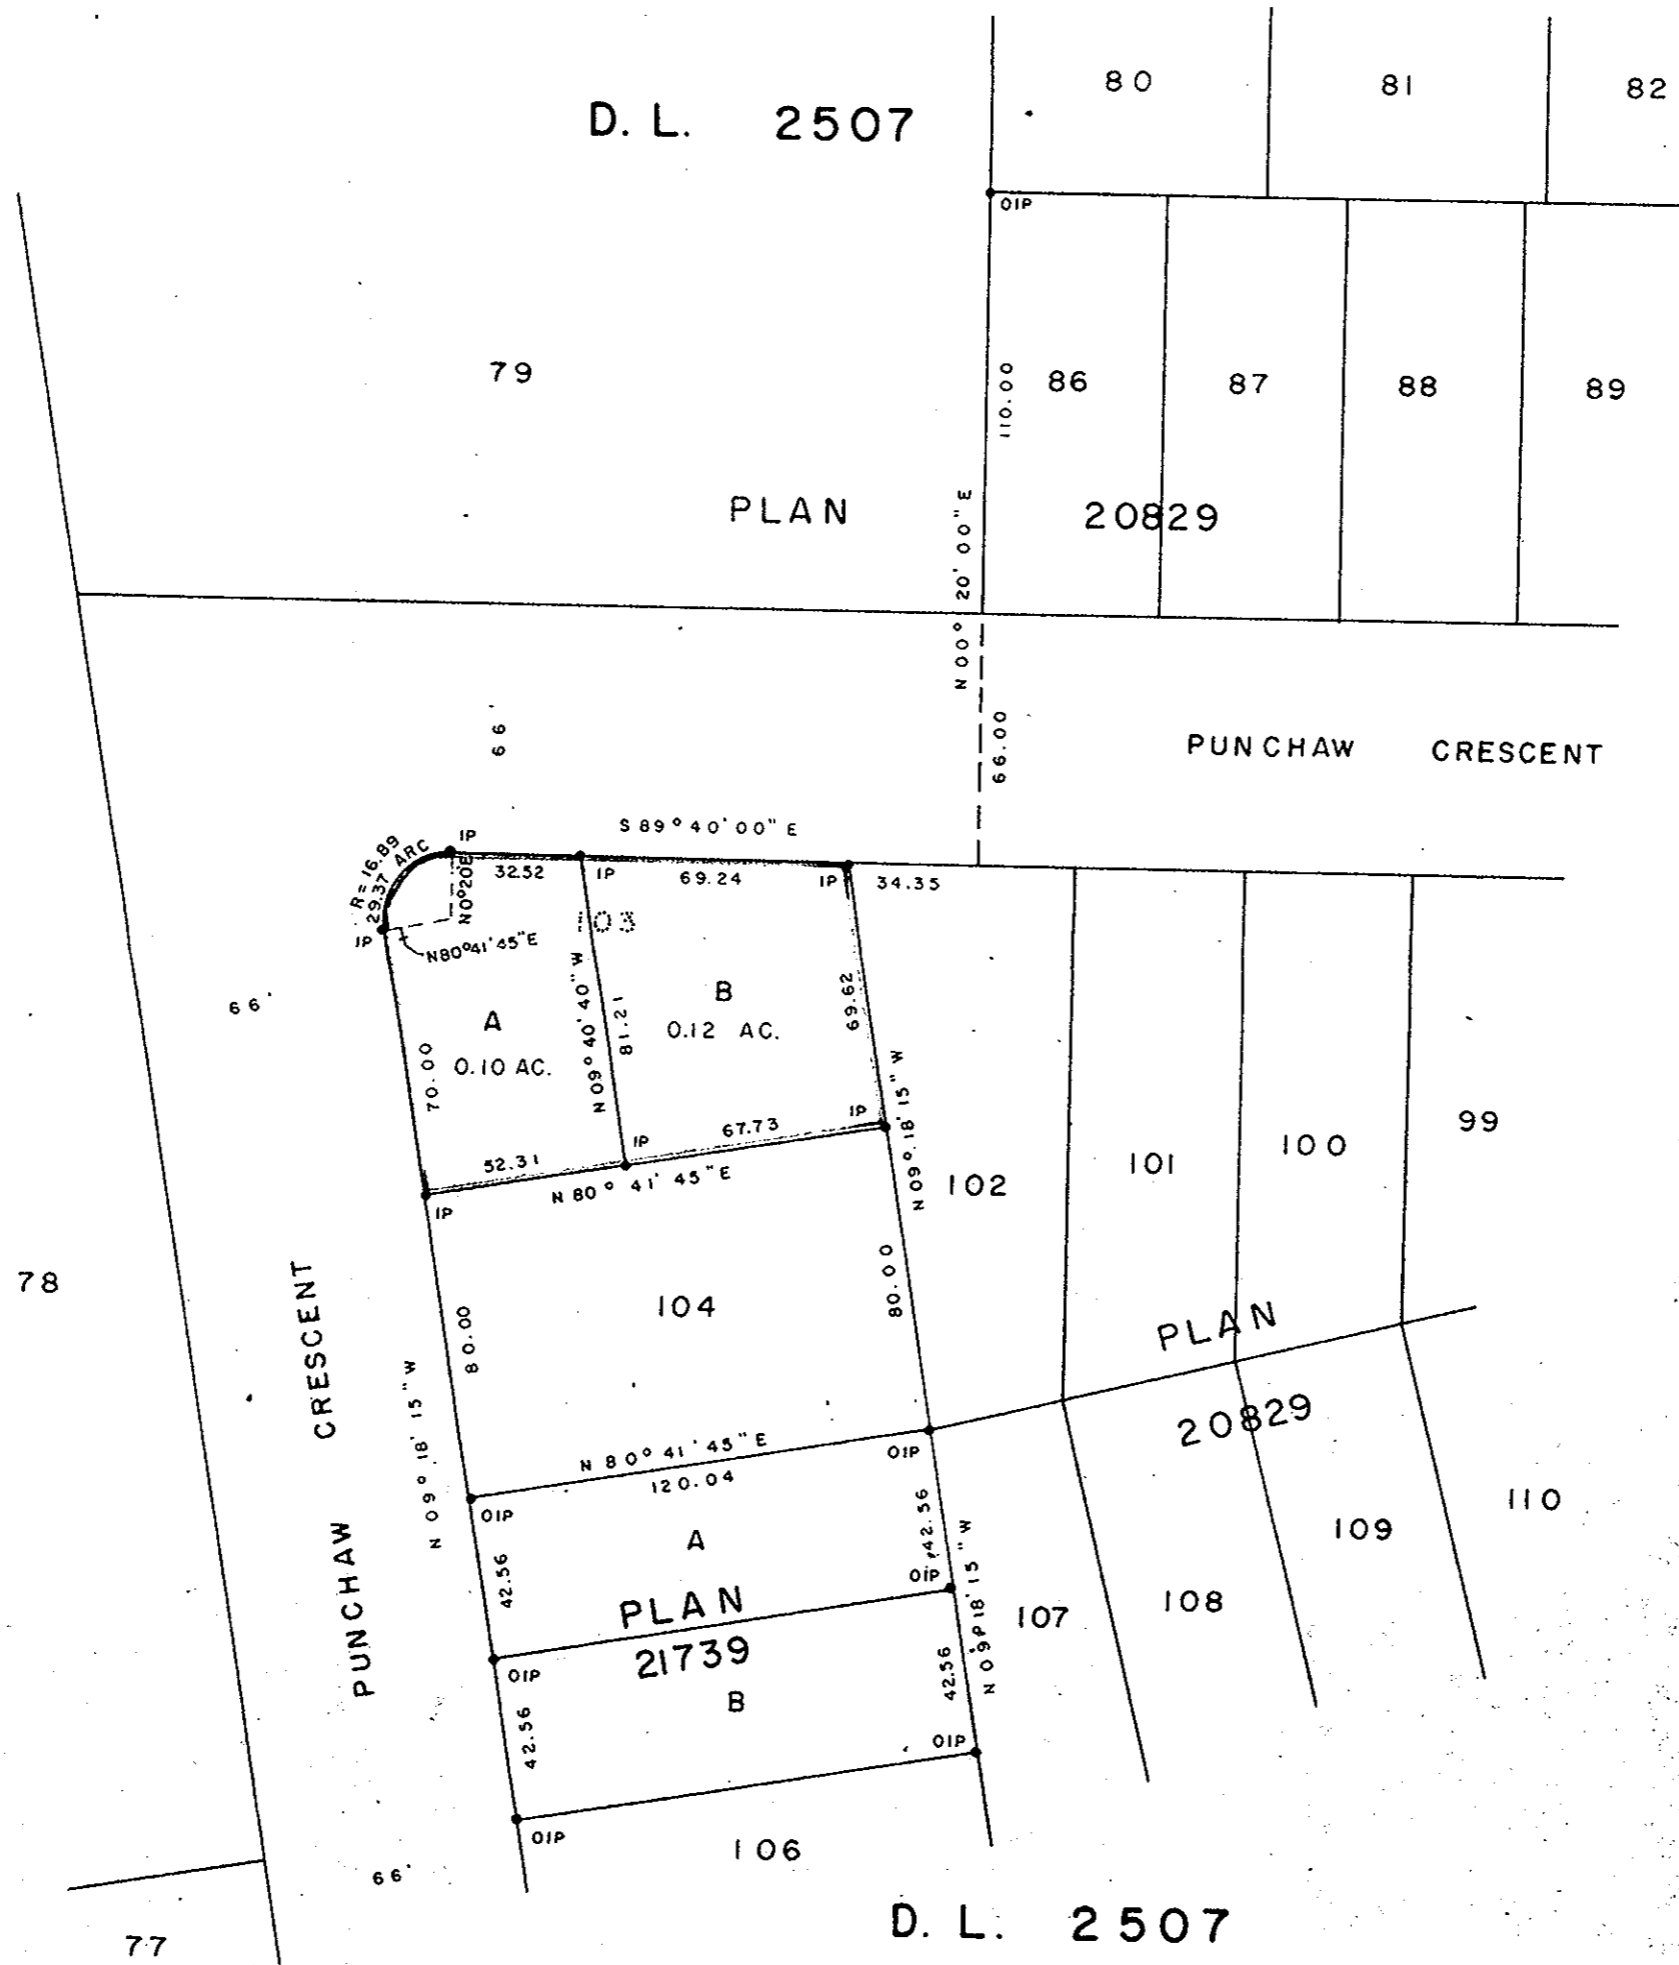 80
81
82
D. L. 2507
OIP
79
110.00
86
87
88
89
PLAN 20829
N 00° 20' 00" E
66'
66.00
PUNCHAW CRESCENT
S 89° 40' 00" E
IP
R = 16.89
29.37 ARC
N0°20E
32.52
IP
69.24
IP
34.35
103
IP
N80°41'45"E
66'
A
0.10 AC.
70.00
N 09° 40' 40" W
81.21
B
0.12 AC.
69.62
N 09° 18' 15" W
IP
67.73
IP
52.31
N 80° 41' 45" E
IP
102
101
100
99
78
104
80.00
80.00
PUNCHAW CRESCENT
N 09° 18' 15" W
PLAN
20829
N 80° 41' 45" E
120.04
OIP
OIP
42.56
A
42.56
OIP
N 09° 18' 15" W
PLAN
21739
OIP
B
42.56
42.56
OIP
OIP
107
108
109
110
106
66'
77
D. L. 2507